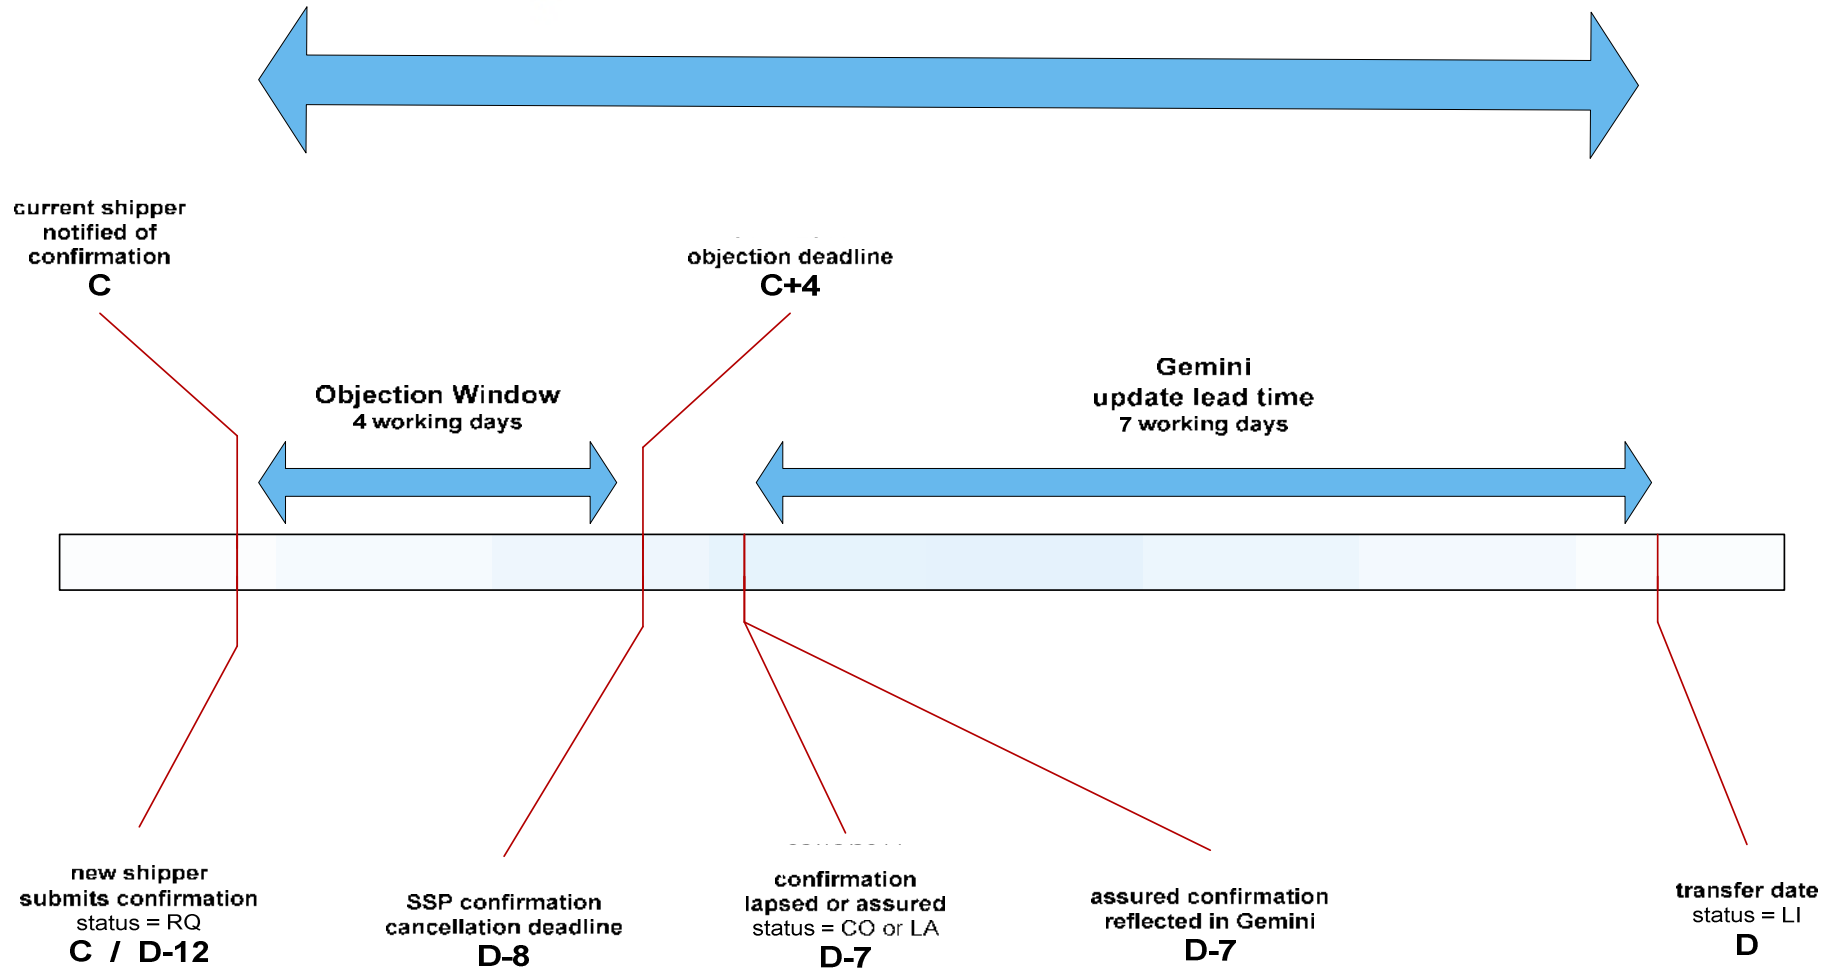 current shipper
notified of
confirmation
C
objection deadline
C+4
Objection Window
4 working days
Gemini
update lead time
7 working days
new shipper
submits confirmation
status = RQ
C / D-12
SSP confirmation
cancellation deadline
D-8
confirmation
lapsed or assured
status = CO or LA
D-7
assured confirmation
reflected in Gemini
D-7
transfer date
status = LI
D